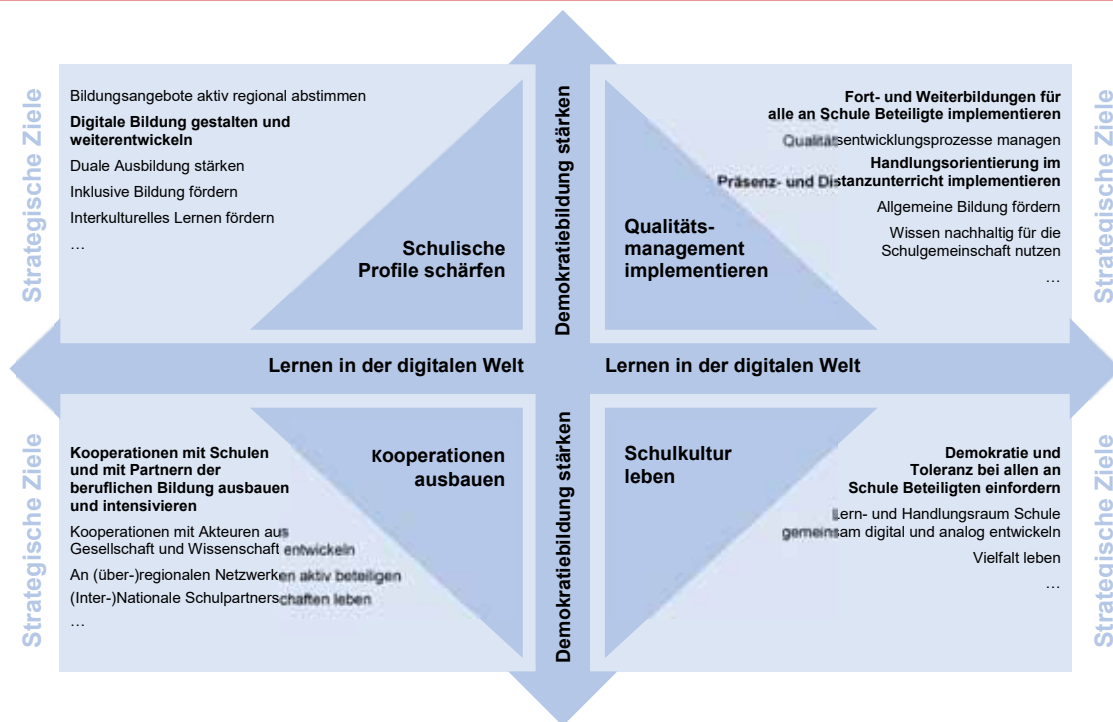 Strategische Ziele
Bildungsangebote aktiv regional abstimmen
Digitale Bildung gestalten und
weiterentwickeln
Duale Ausbildung stärken
Inklusive Bildung fördern
Interkulturelles Lernen fördern
…
Schulische
Profile schärfen
Demokratiebildung stärken
Fort- und Weiterbildungen für
alle an Schule Beteiligte implementieren
Qualitätsentwicklungsprozesse managen
Handlungsorientierung im
Präsenz- und Distanzunterricht implementieren
Allgemeine Bildung fördern
Wissen nachhaltig für die
Schulgemeinschaft nutzen
…
Qualitäts-
management
implementieren
Strategische Ziele
Lernen in der digitalen Welt
Lernen in der digitalen Welt
Strategische Ziele
Kooperationen mit Schulen
und mit Partnern der
beruflichen Bildung ausbauen
und intensivieren
Kooperationen mit Akteuren aus
Gesellschaft und Wissenschaft entwickeln
An (über-)regionalen Netzwerken aktiv beteiligen
(Inter-)Nationale Schulpartnerschaften leben
…
Kooperationen
ausbauen
Demokratiebildung stärken
Schulkultur
leben
Demokratie und
Toleranz bei allen an
Schule Beteiligten einfordern
Lern- und Handlungsraum Schule
gemeinsam digital und analog entwickeln
Vielfalt leben
…
Strategische Ziele